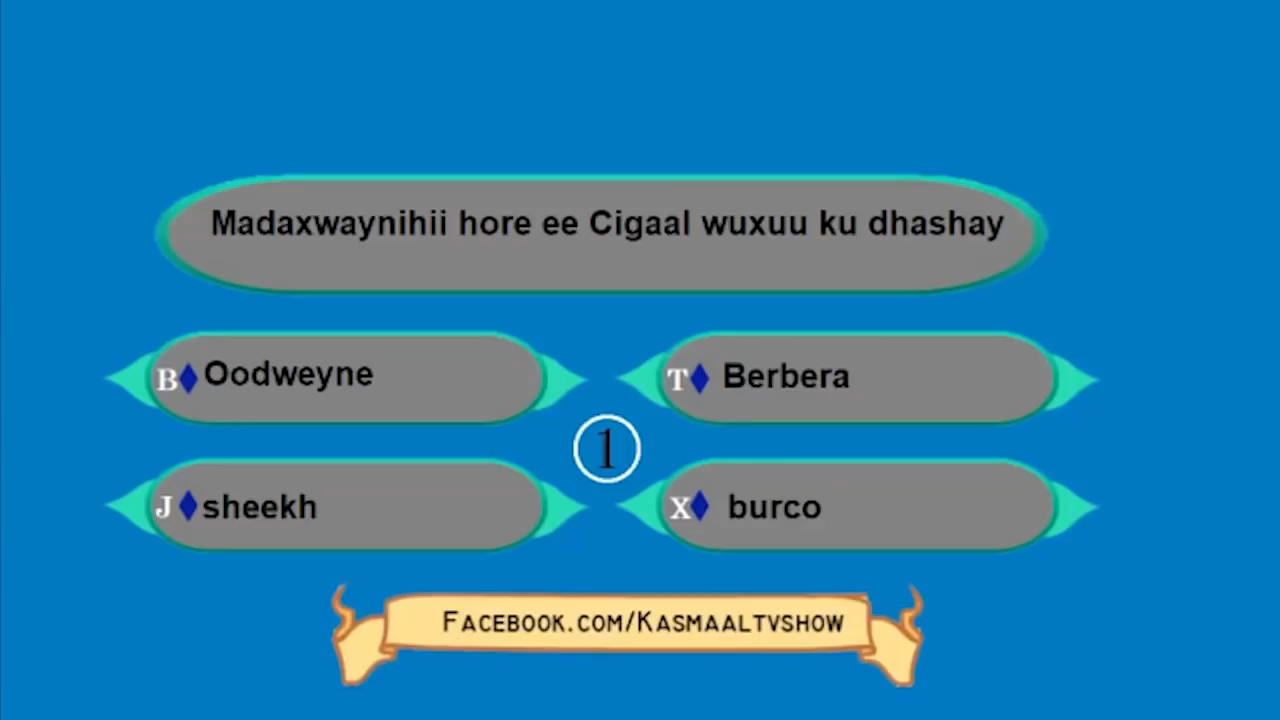 Madaxwaynihii hore ee Cigaal wuxuu ku dhashay
B Oodweyne
T Berbera
1
J sheekh
X burco
FACEBOOK.COM/KASMAALTVSHOW